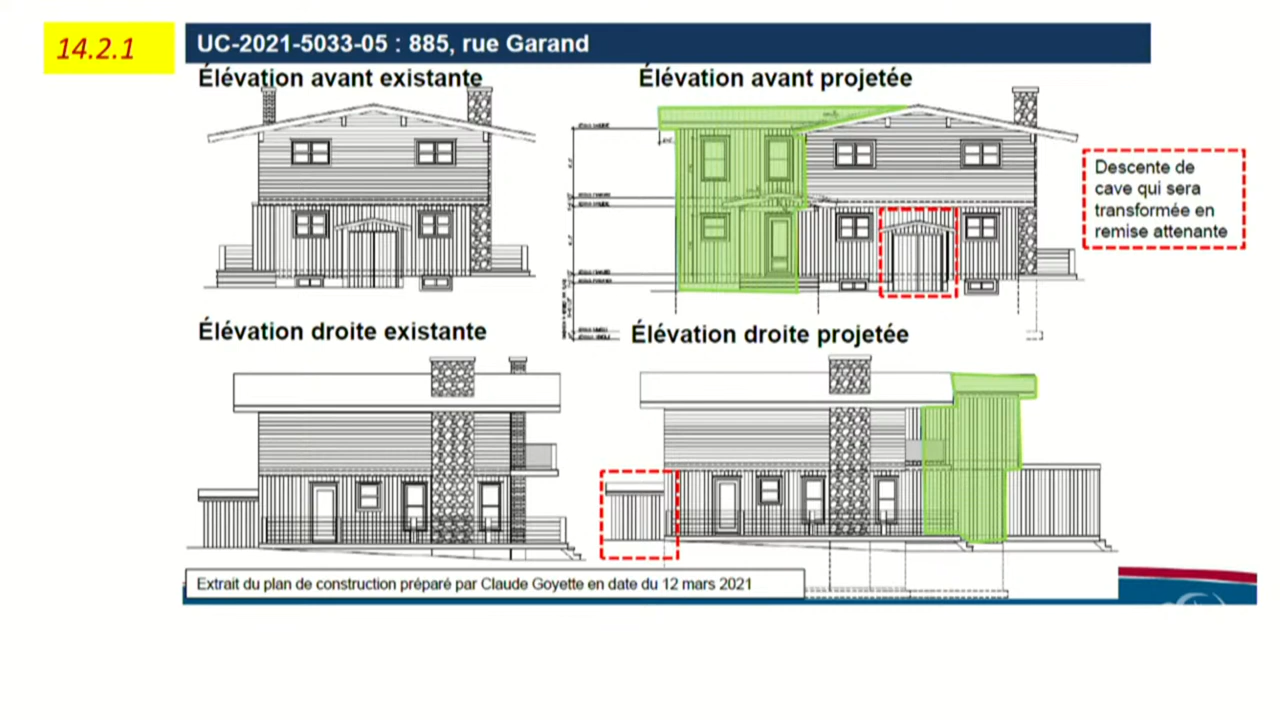 14.2.1
UC-2021-5033-05 : 885, rue Garand
Élévation avant existante
Élévation avant projetée
Descente de
cave qui sera
transformée en
remise attenante
Élévation droite existante
Élévation droite projetée
Extrait du plan de construction préparé par Claude Goyette en date du 12 mars 2021